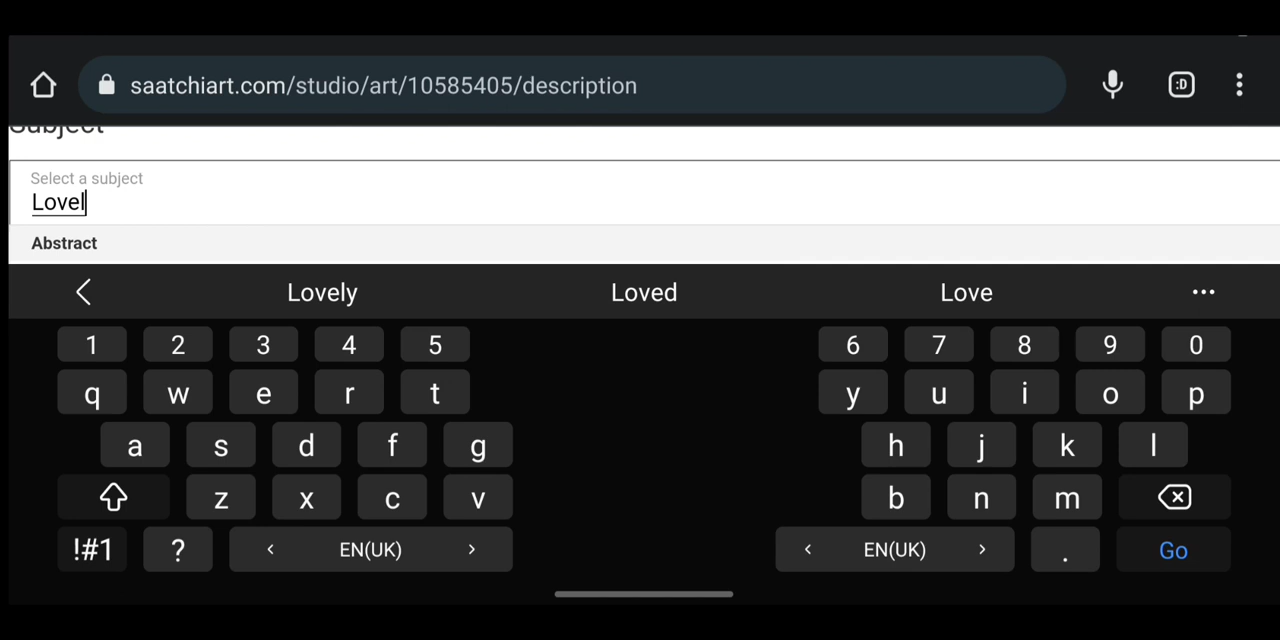 saatchiart.com/studio/art/10585405/description
:D
Subject
Select a subject
Lovel
Abstract
Lovely Loved Love
1 2 3 4 5 6 7 8 9 0
q w e r t y u i o p
a s d f g h j k l
z x c v b n m
!#1 ? < EN(UK) > < EN(UK) > . Go